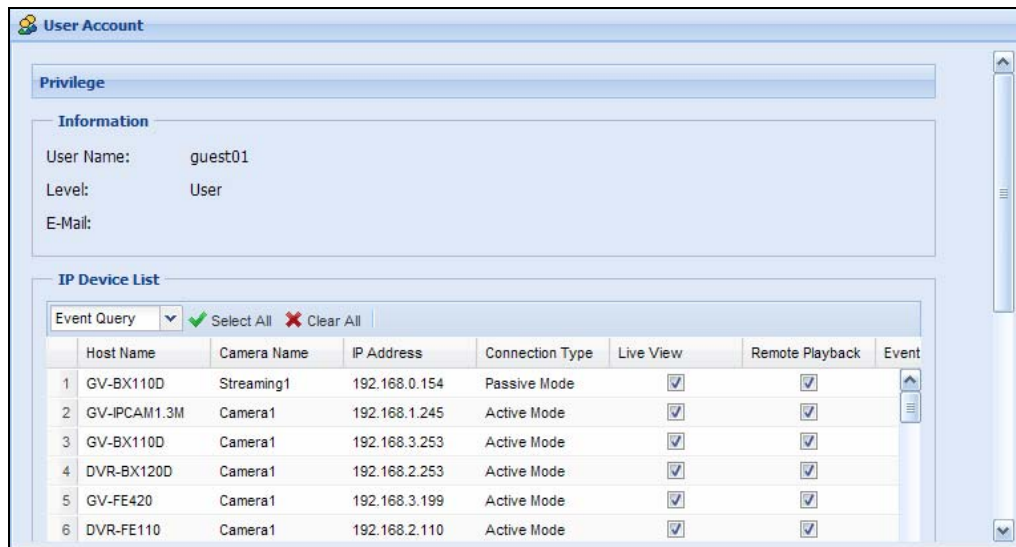 User Account
Privilege
Information
User Name: guest01
Level: User
E-Mail:
IP Device List
Event Query Select All Clear All
Host Name Camera Name IP Address Connection Type Live View Remote Playback Event
1 GV-BX110D Streaming1 192.168.0.154 Passive Mode
2 GV-IPCAM1.3M Camera1 192.168.1.245 Active Mode
3 GV-BX110D Camera1 192.168.3.253 Active Mode
4 DVR-BX120D Camera1 192.168.2.253 Active Mode
5 GV-FE420 Camera1 192.168.3.199 Active Mode
6 DVR-FE110 Camera1 192.168.2.110 Active Mode